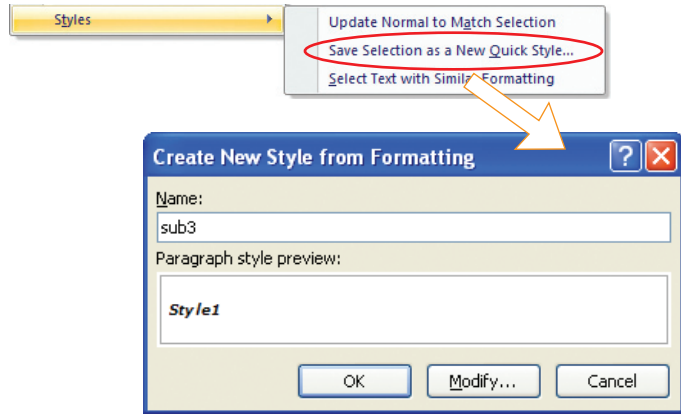 Styles
Update Normal to Match Selection
Save Selection as a New Quick Style...
Select Text with Similar Formatting
Create New Style from Formatting
Name:
sub3
Paragraph style preview:
Style1
OK Modify... Cancel